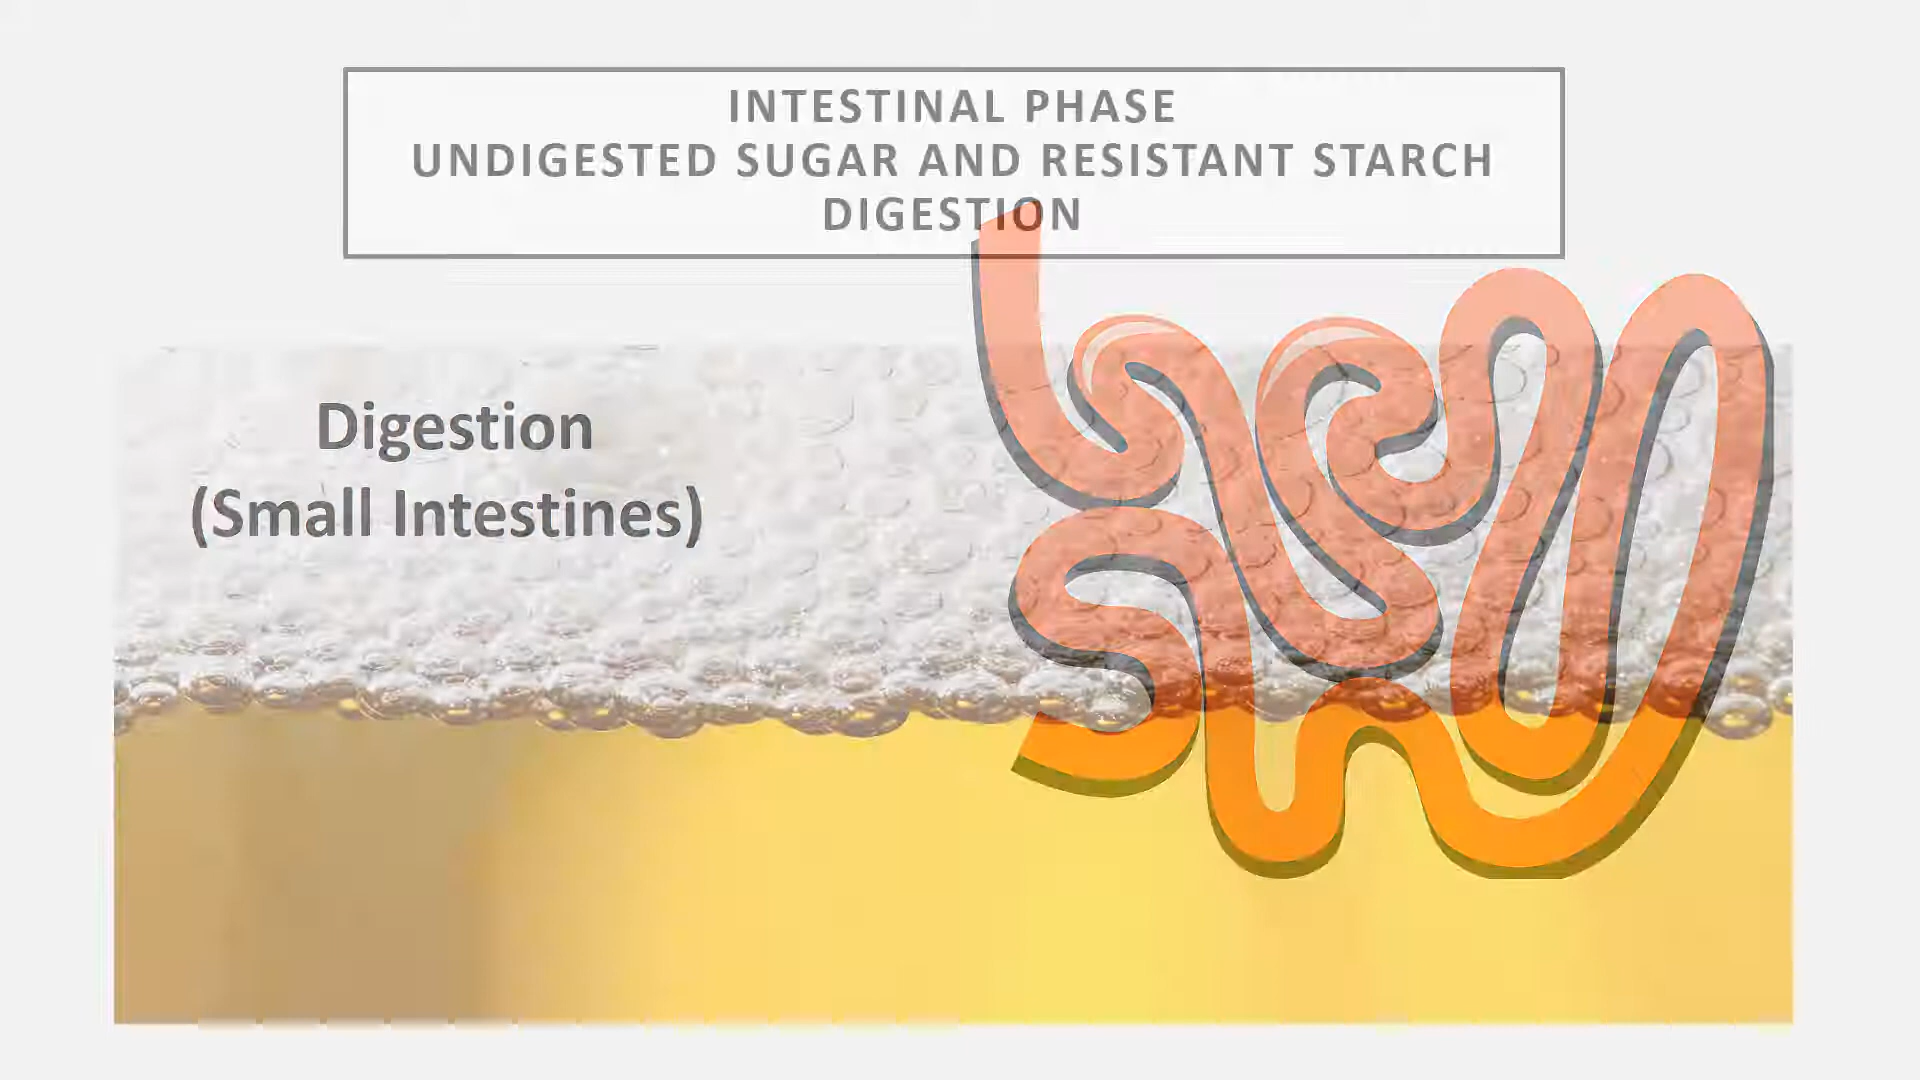 INTESTINAL PHASE
UNDIGESTED SUGAR AND RESISTANT STARCH
DIGESTION
Digestion
(Small Intestines)